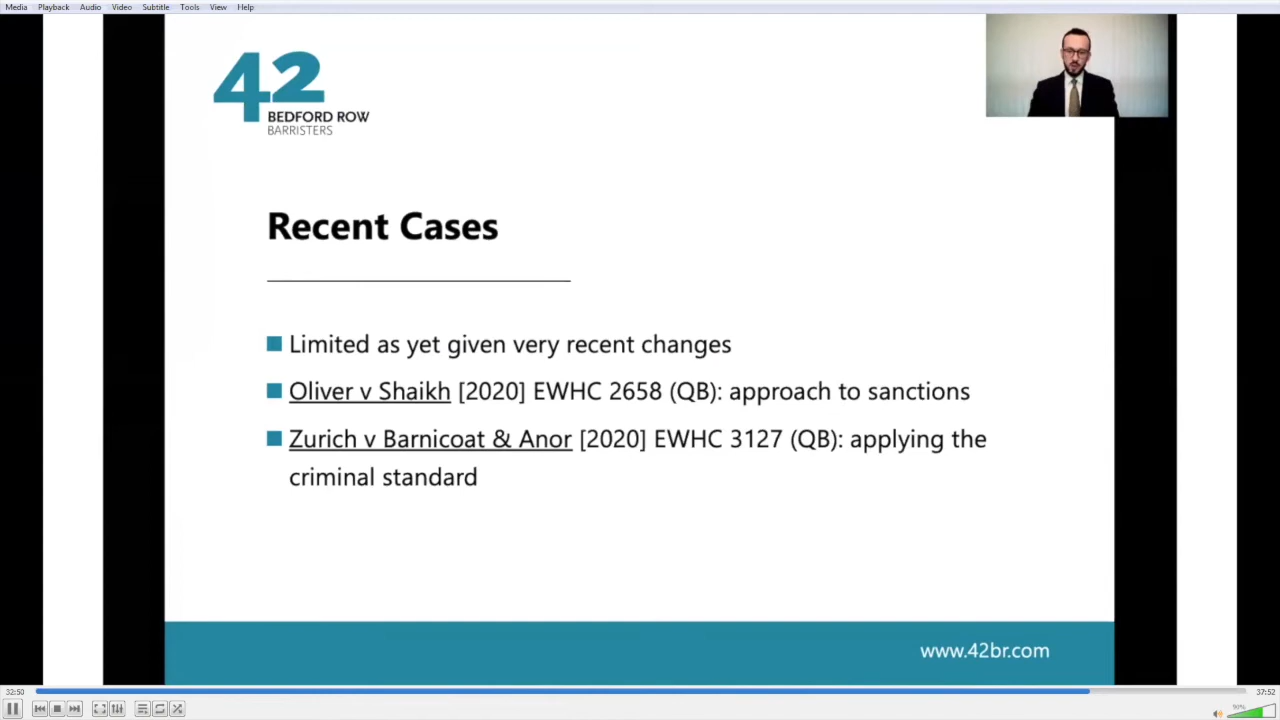 Media Playback Audio Video Subtitle Tools View Help
42
BEDFORD ROW
BARRISTERS
Recent Cases
Limited as yet given very recent changes
Oliver v Shaikh [2020] EWHC 2658 (QB): approach to sanctions
Zurich v Barnicoat & Anor [2020] EWHC 3127 (QB): applying the
criminal standard
www.42br.com
32:50 37:52
90%